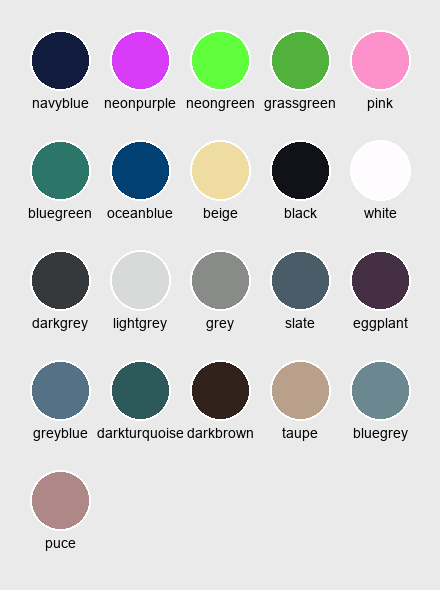 navyblue neonpurple neongreen grassgreen pink
bluegreen oceanblue beige black white
darkgrey lightgrey grey slate eggplant
greyblue darkturquoise darkbrown taupe bluegrey
puce